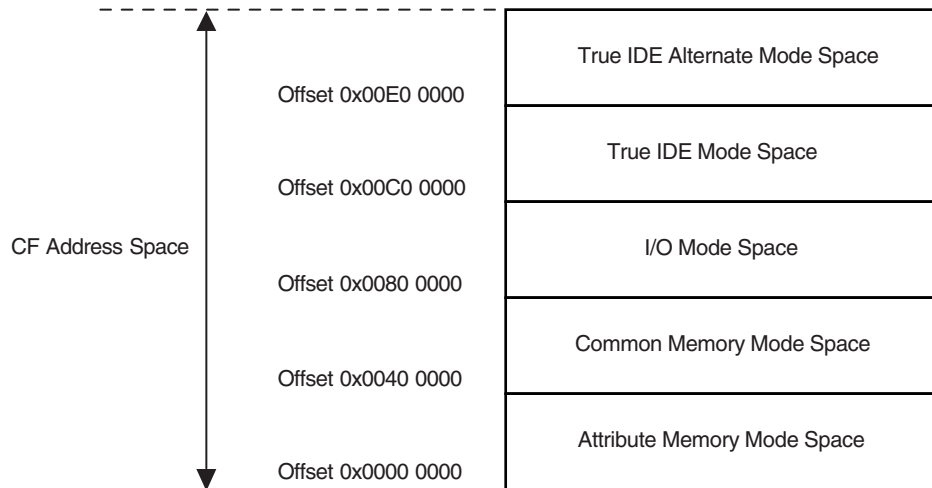 True IDE Alternate Mode Space
Offset 0x00E0 0000
True IDE Mode Space
Offset 0x00C0 0000
CF Address Space
I/O Mode Space
Offset 0x0080 0000
Common Memory Mode Space
Offset 0x0040 0000
Attribute Memory Mode Space
Offset 0x0000 0000